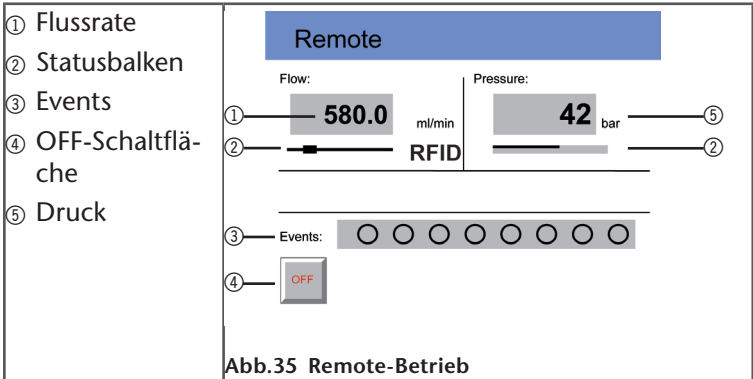 ① Flussrate
② Statusbalken
③ Events
④ OFF-Schaltflä-
che
⑤ Druck
Remote
Flow:
Pressure:
① 580.0 ml/min
42 bar ⑤
② RFID ②
③ Events:
④ OFF
Abb.35 Remote-Betrieb